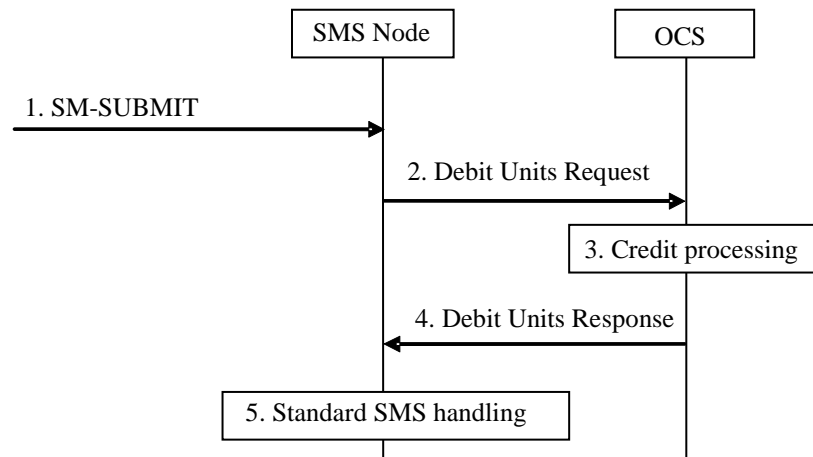 SMS Node
OCS
1. SM-SUBMIT
2. Debit Units Request
3. Credit processing
4. Debit Units Response
5. Standard SMS handling